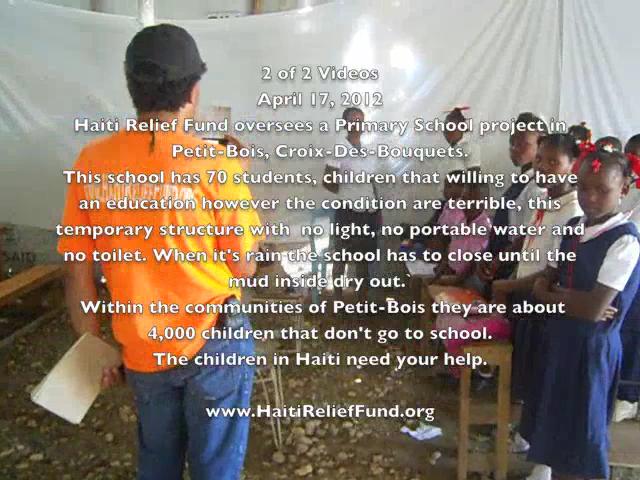 2 of 2 Videos
April 17, 2012
Haiti Relief Fund oversees a Primary School project in
Petit-Bois, Croix-Des-Bouquets.
This school has 70 students, children that willing to have
an education however the condition are terrible, this
temporary structure with no light, no portable water and
no toilet. When it's rain the school has to close until the
mud inside dry out.
Within the communities of Petit-Bois they are about
4,000 children that don't go to school.
The children in Haiti need your help.
www.HaitiReliefFund.org